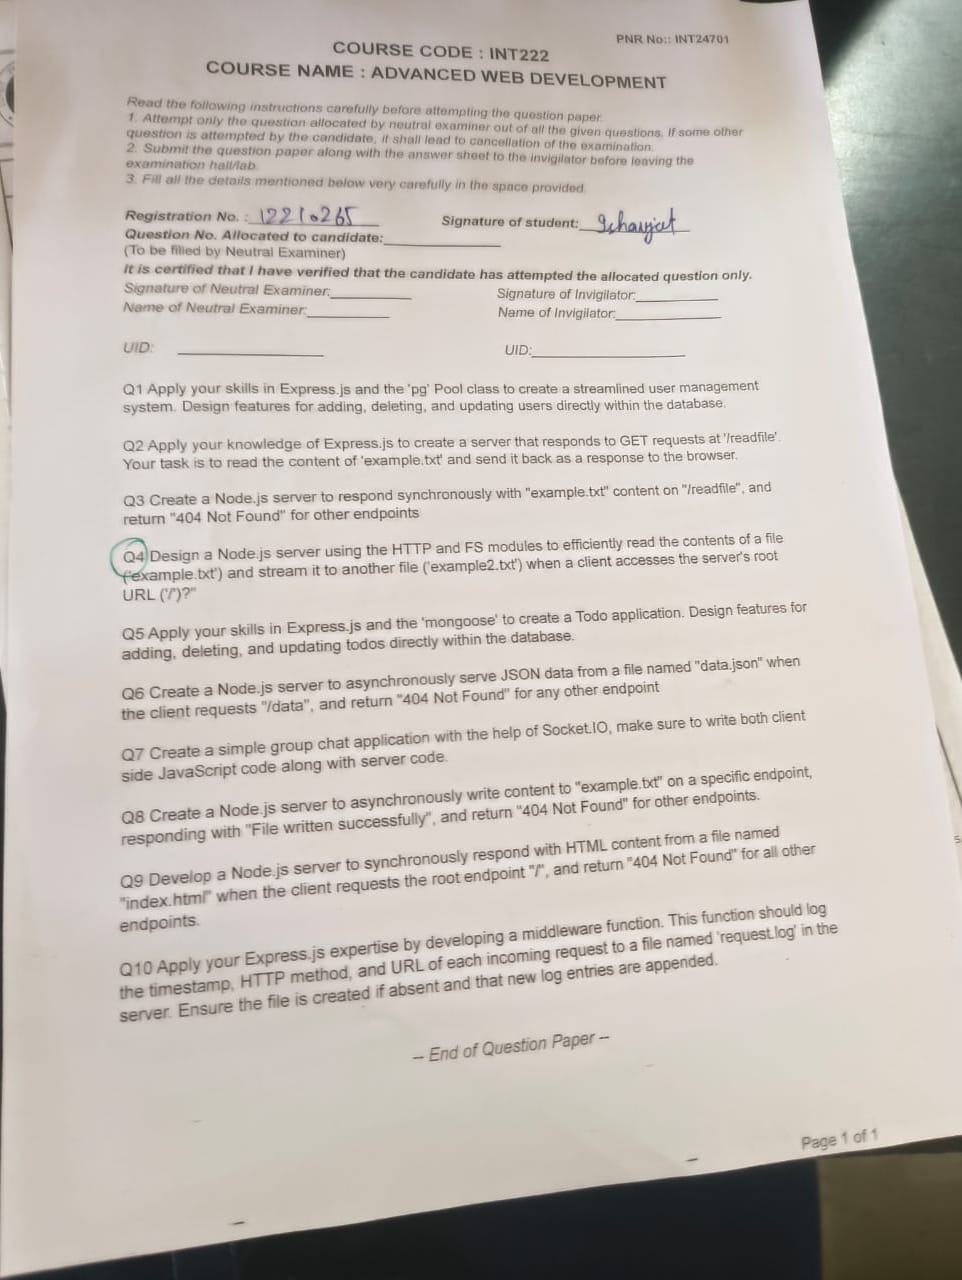 PNR No:: INT24701
COURSE CODE : INT222
COURSE NAME : ADVANCED WEB DEVELOPMENT
Read the following instructions carefully before attempting the question paper.
1. Attempt only the question allocated by neutral examiner out of all the given questions. If some other
question is attempted by the candidate, it shall lead to cancellation of the examination.
2. Submit the question paper along with the answer sheet to the invigilator before leaving the
examination hall/lab.
3. Fill all the details mentioned below very carefully in the space provided.
Registration No. : 12210265 Signature of student:
Question No. Allocated to candidate:
(To be filled by Neutral Examiner)
It is certified that I have verified that the candidate has attempted the allocated question only.
Signature of Neutral Examiner: Signature of Invigilator:
Name of Neutral Examiner: Name of Invigilator:
UID: UID:
Q1 Apply your skills in Express.js and the 'pg' Pool class to create a streamlined user management
system. Design features for adding, deleting, and updating users directly within the database.
Q2 Apply your knowledge of Express.js to create a server that responds to GET requests at '/readfile'.
Your task is to read the content of 'example.txt' and send it back as a response to the browser.
Q3 Create a Node.js server to respond synchronously with "example.txt" content on "/readfile", and
return "404 Not Found" for other endpoints
Q4 Design a Node.js server using the HTTP and FS modules to efficiently read the contents of a file
('example.txt') and stream it to another file ('example2.txt') when a client accesses the server's root
URL ('/')?"
Q5 Apply your skills in Express.js and the 'mongoose' to create a Todo application. Design features for
adding, deleting, and updating todos directly within the database.
Q6 Create a Node.js server to asynchronously serve JSON data from a file named "data.json" when
the client requests "/data", and return "404 Not Found" for any other endpoint
Q7 Create a simple group chat application with the help of Socket.IO, make sure to write both client
side JavaScript code along with server code.
Q8 Create a Node.js server to asynchronously write content to "example.txt" on a specific endpoint,
responding with "File written successfully", and return "404 Not Found" for other endpoints.
Q9 Develop a Node.js server to synchronously respond with HTML content from a file named
"index.html" when the client requests the root endpoint "/", and return "404 Not Found" for all other
endpoints.
Q10 Apply your Express.js expertise by developing a middleware function. This function should log
the timestamp, HTTP method, and URL of each incoming request to a file named 'request.log' in the
server. Ensure the file is created if absent and that new log entries are appended.
-- End of Question Paper --
Page 1 of 1